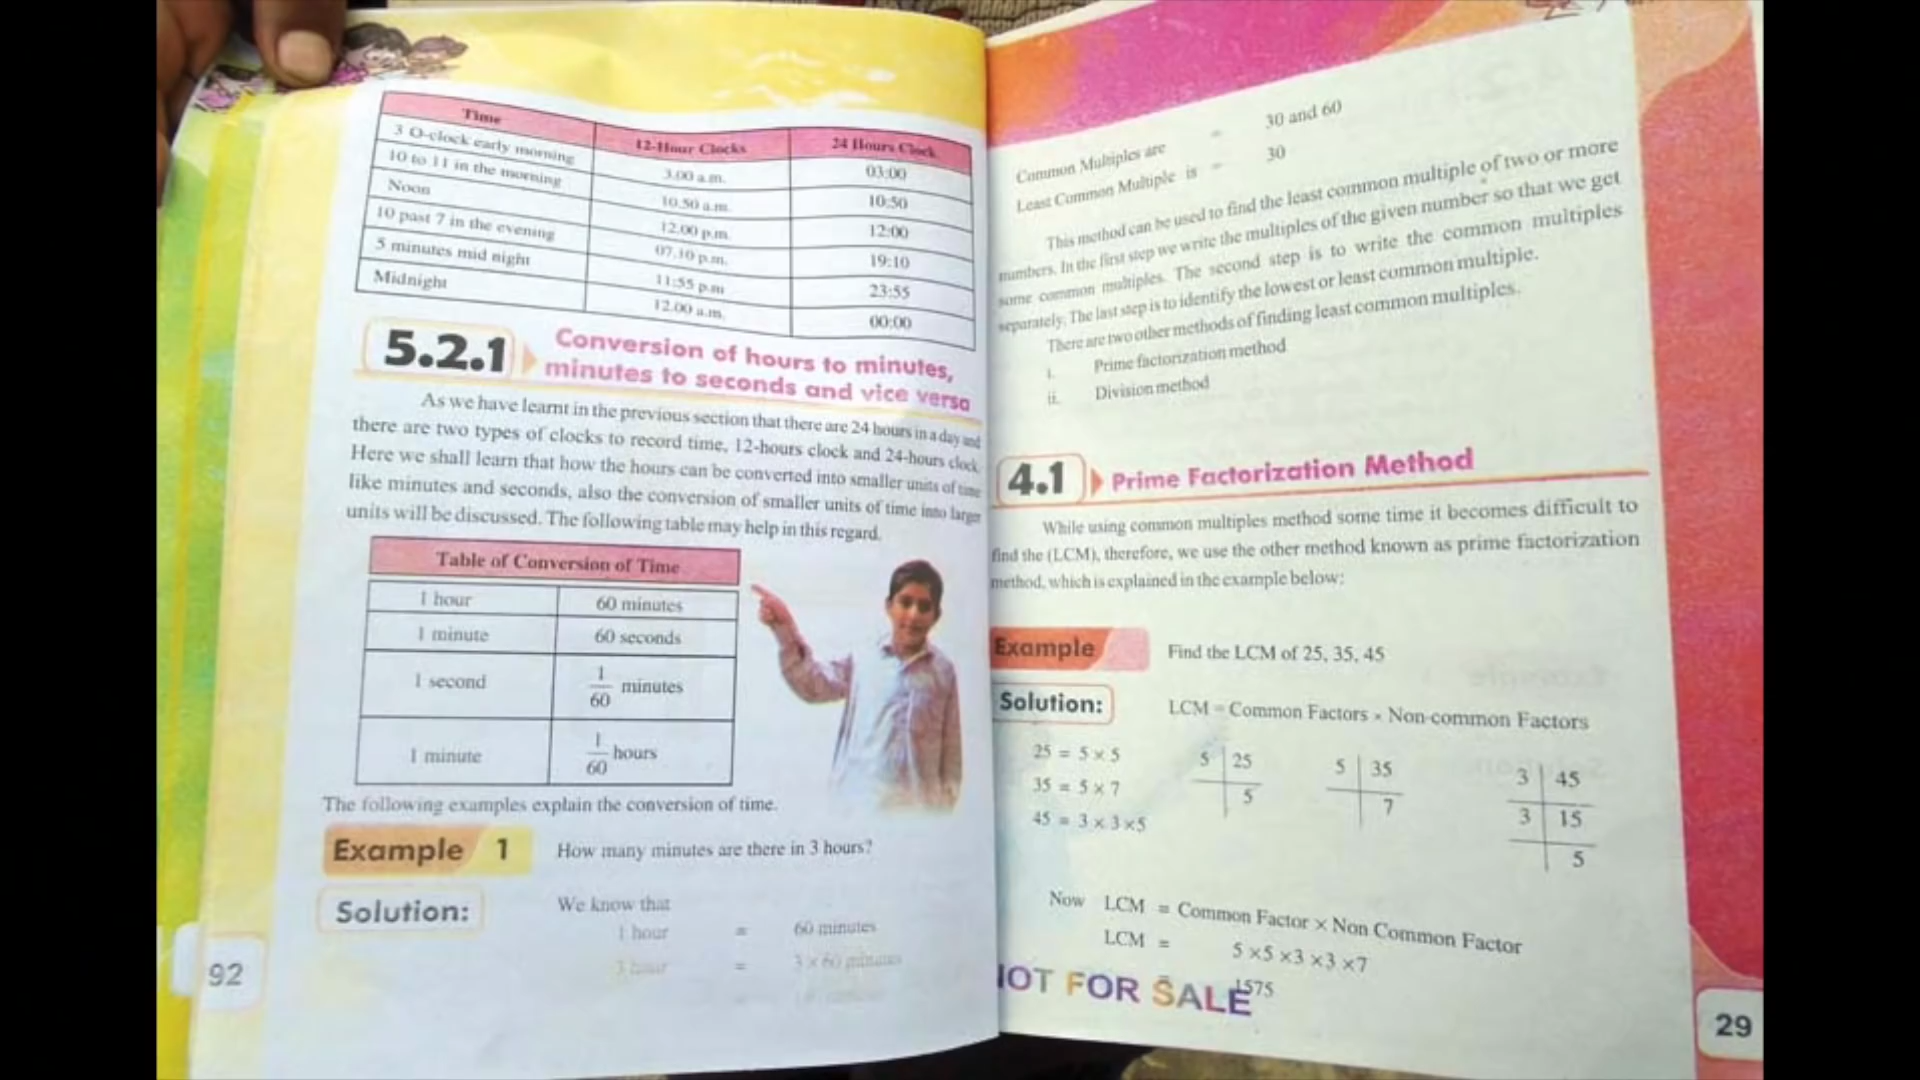 Time 12-Hour Clocks 24 Hours Clock
3 O-clock early morning 3.00 a.m. 03:00
10 to 11 in the morning 10.50 a.m. 10:50
Noon 12.00 p.m. 12:00
10 past 7 in the evening 07.10 p.m. 19:10
5 minutes mid night 11:55 p.m 23:55
Midnight 12.00 a.m. 00:00
5.2.1 Conversion of hours to minutes,
minutes to seconds and vice versa
As we have learnt in the previous section that there are 24 hours in a day and
there are two types of clocks to record time, 12-hours clock and 24-hours clock.
Here we shall learn that how the hours can be converted into smaller units of time
like minutes and seconds, also the conversion of smaller units of time into larger
units will be discussed. The following table may help in this regard.
Table of Conversion of Time
1 hour 60 minutes
1 minute 60 seconds
1 second 1/60 minutes
1 minute 1/60 hours
The following examples explain the conversion of time.
Example 1 How many minutes are there in 3 hours?
Solution: We know that
1 hour = 60 minutes
3 hour = 3 × 60 minutes
92
Common Multiples are = 30 and 60
Least Common Multiple is = 30
This method can be used to find the least common multiple of two or more
numbers. In the first step we write the multiples of the given number so that we get
some common multiples. The second step is to write the common multiples
separately. The last step is to identify the lowest or least common multiple.
There are two other methods of finding least common multiples.
i. Prime factorization method
ii. Division method
4.1 Prime Factorization Method
While using common multiples method some time it becomes difficult to
find the (LCM), therefore, we use the other method known as prime factorization
method, which is explained in the example below:
Example Find the LCM of 25, 35, 45
Solution: LCM = Common Factors × Non-common Factors
25 = 5 × 5
35 = 5 × 7
45 = 3 × 3 × 5
5 25
5
5 35
7
3 45
3 15
5
Now LCM = Common Factor × Non Common Factor
LCM = 5 ×5 ×3 ×3 ×7
= 1575
NOT FOR SALE
29